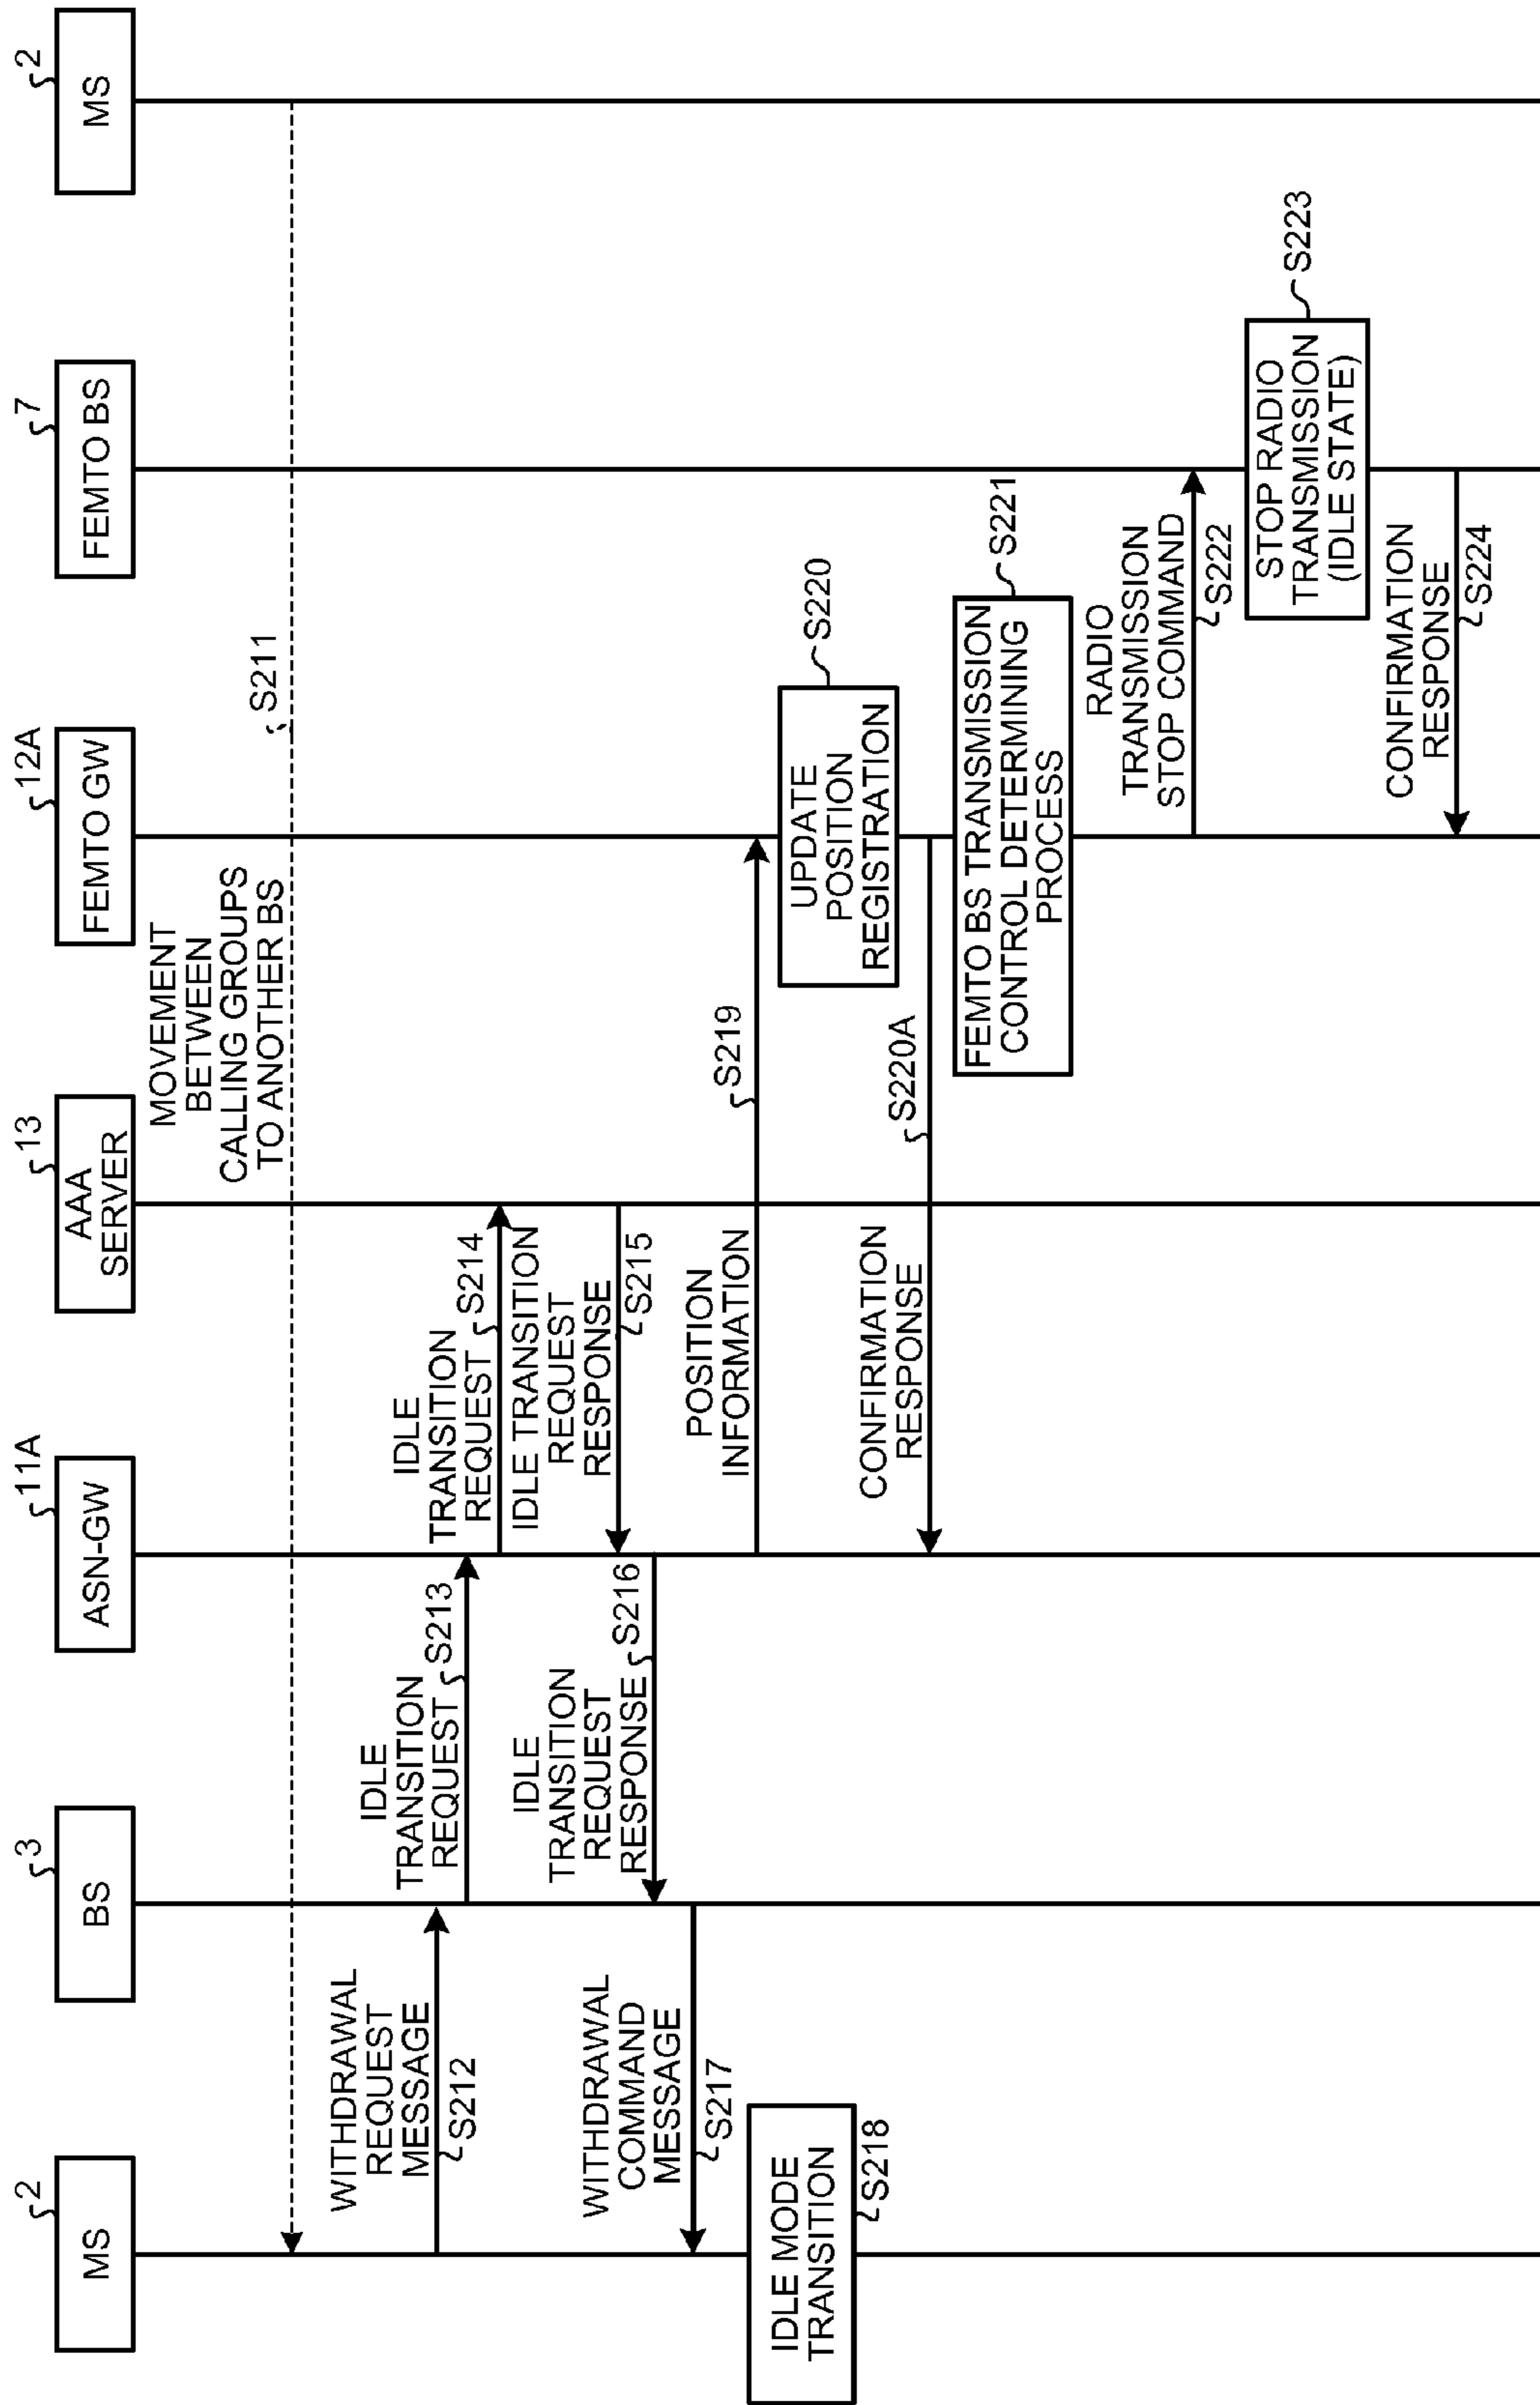 2
MS
3
BS
11A
ASN-GW
13
AAA
SERVER
12A
FEMTO GW
7
FEMTO BS
2
MS
MOVEMENT
BETWEEN
CALLING GROUPS
TO ANOTHER BS
S211
WITHDRAWAL
REQUEST
MESSAGE
S212
IDLE
TRANSITION
REQUEST
S213
IDLE
TRANSITION
REQUEST
S214
IDLE TRANSITION
REQUEST
RESPONSE
S215
IDLE
TRANSITION
REQUEST
RESPONSE
S216
WITHDRAWAL
COMMAND
MESSAGE
S217
IDLE MODE
TRANSITION
S218
POSITION
INFORMATION
S219
UPDATE
POSITION
REGISTRATION
S220
CONFIRMATION
RESPONSE
S220A
FEMTO BS TRANSMISSION
CONTROL DETERMINING
PROCESS
S221
RADIO
TRANSMISSION
STOP COMMAND
S222
STOP RADIO
TRANSMISSION
(IDLE STATE)
S223
CONFIRMATION
RESPONSE
S224